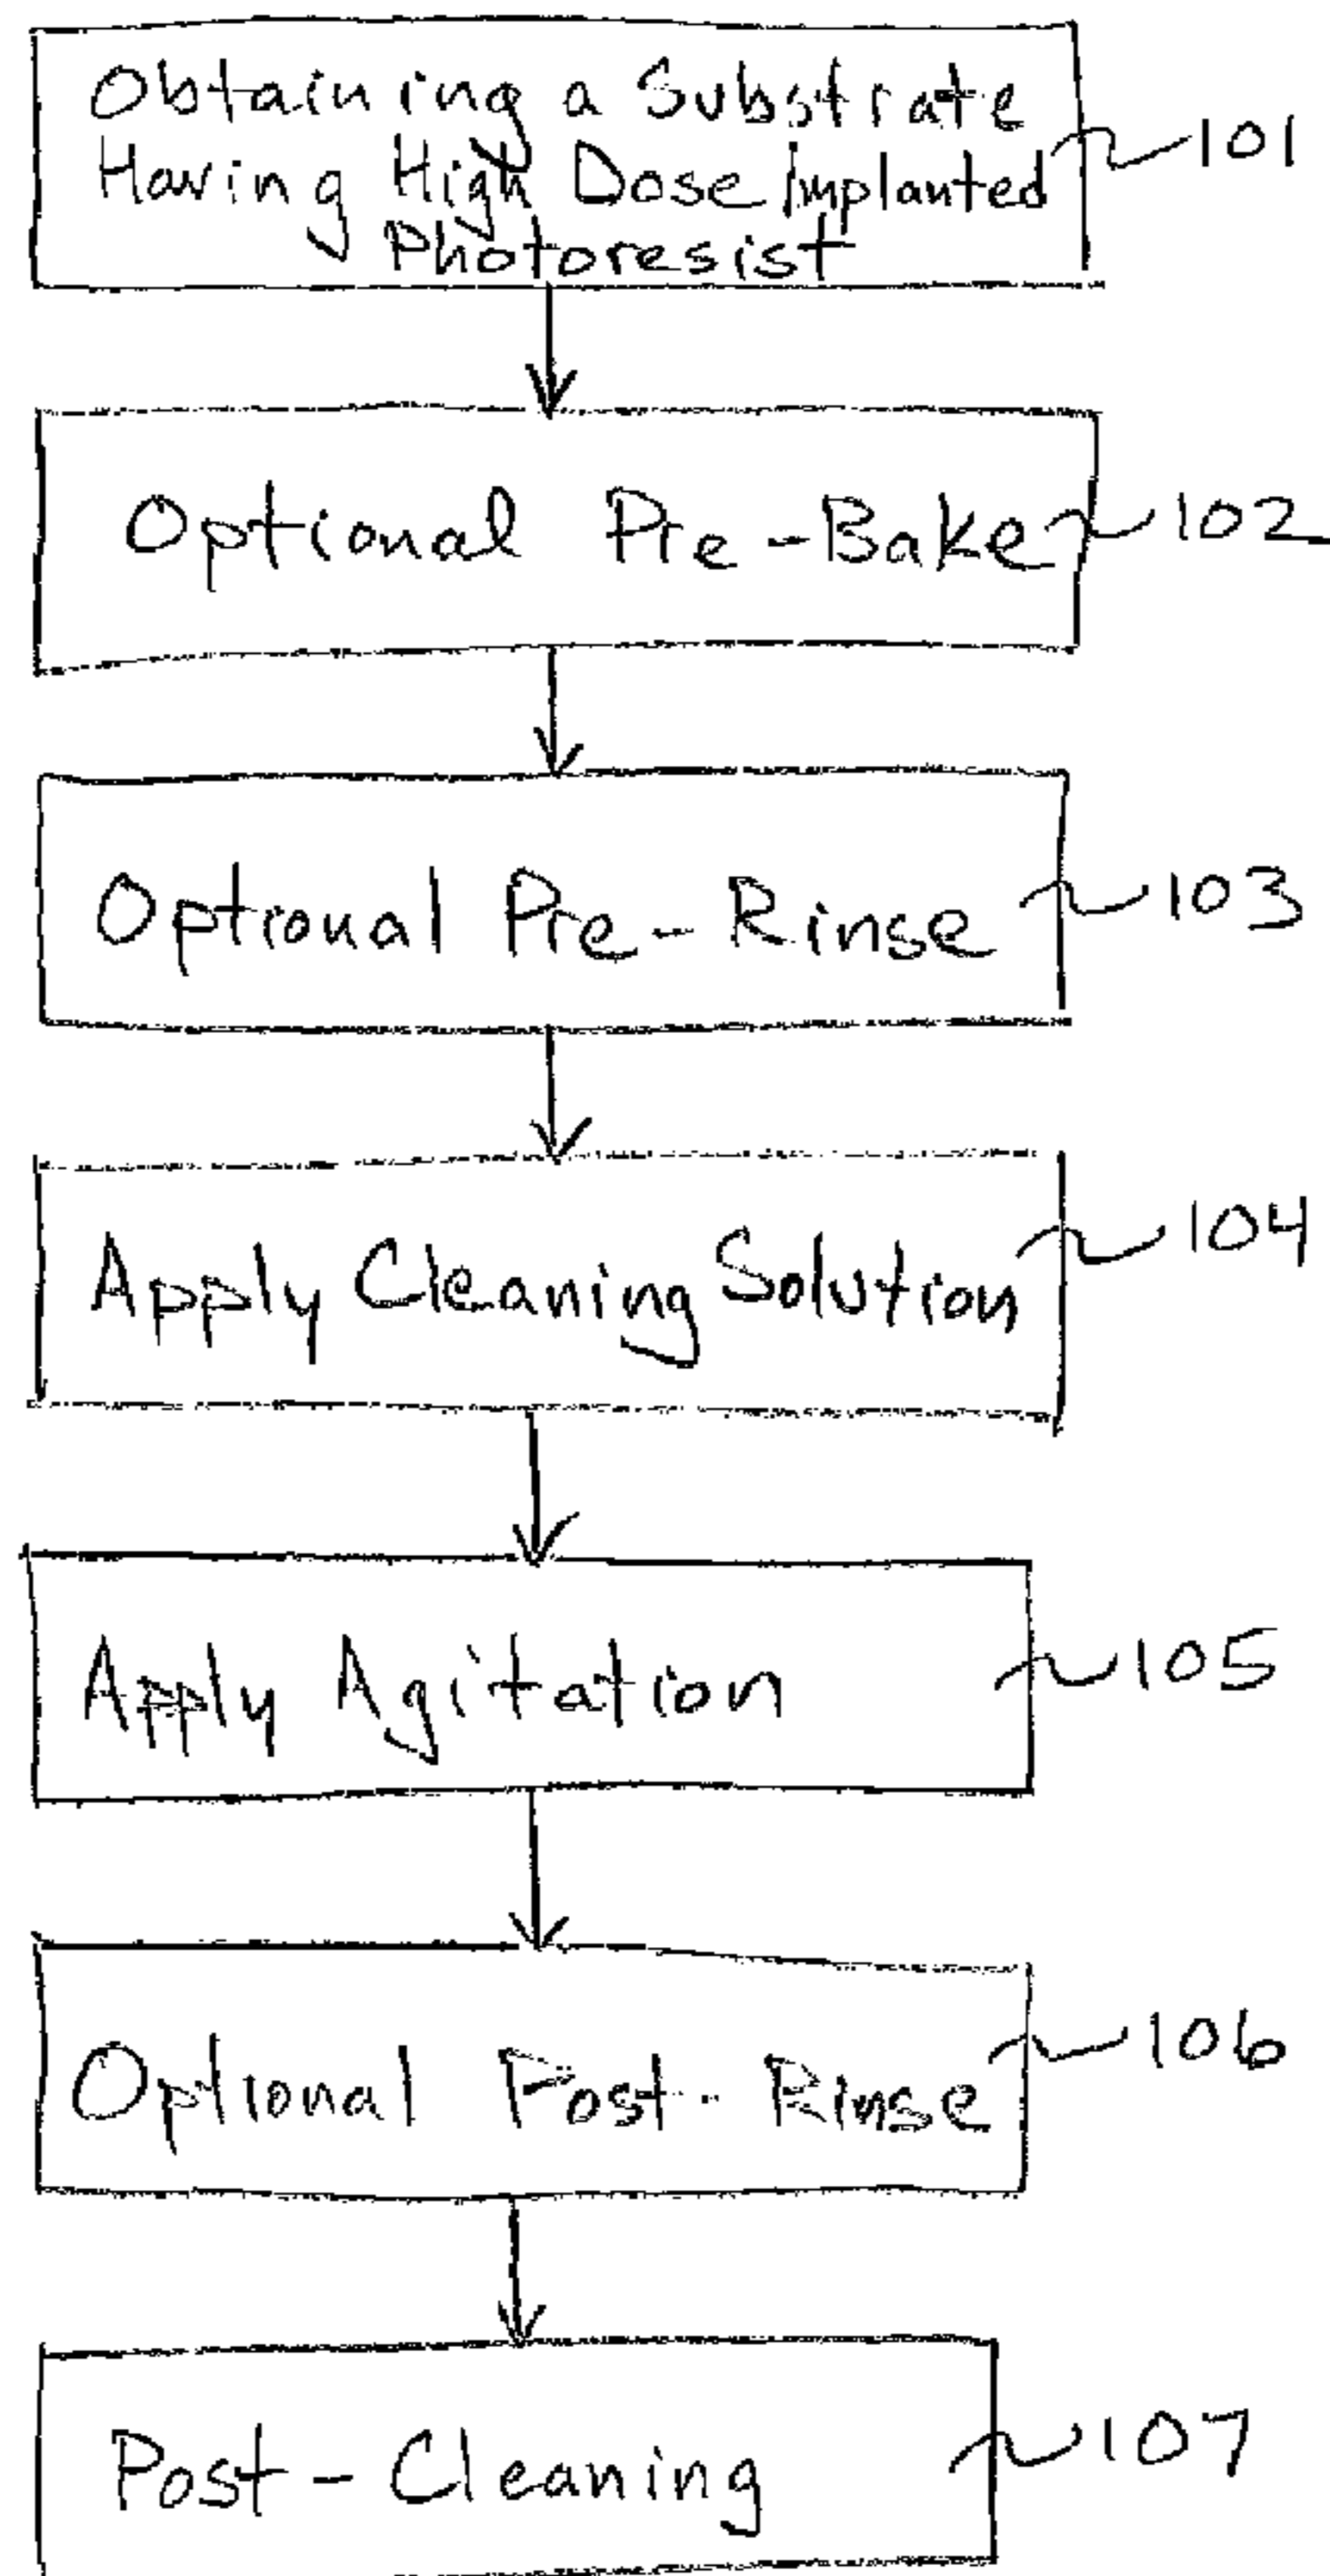 Obtaining a Substrate
Having High Dose Implanted 101
Photoresist
Optional Pre-Bake 102
Optional Pre-Rinse 103
Apply Cleaning Solution 104
Apply Agitation 105
Optional Post-Rinse 106
Post-Cleaning 107